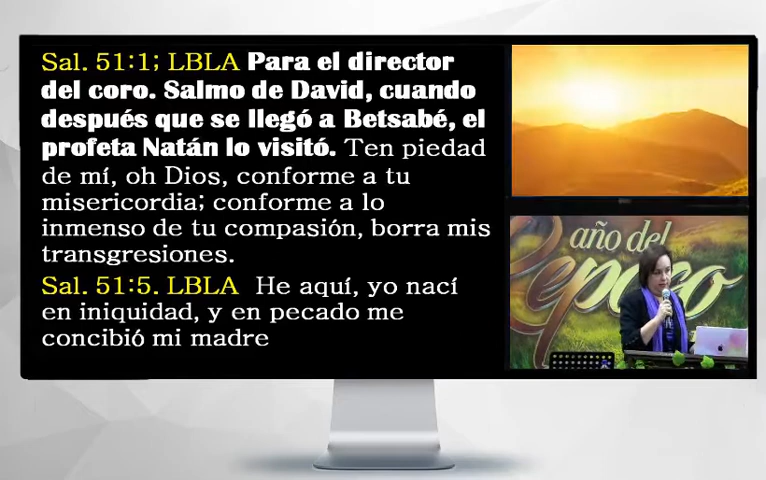 Sal. 51:1; LBLA Para el director
del coro. Salmo de David, cuando
después que se llegó a Betsabé, el
profeta Natán lo visitó. Ten piedad
de mí, oh Dios, conforme a tu
misericordia; conforme a lo
inmenso de tu compasión, borra mis
transgresiones.
Sal. 51:5. LBLA He aquí, yo nací
en iniquidad, y en pecado me
concibió mi madre
año del